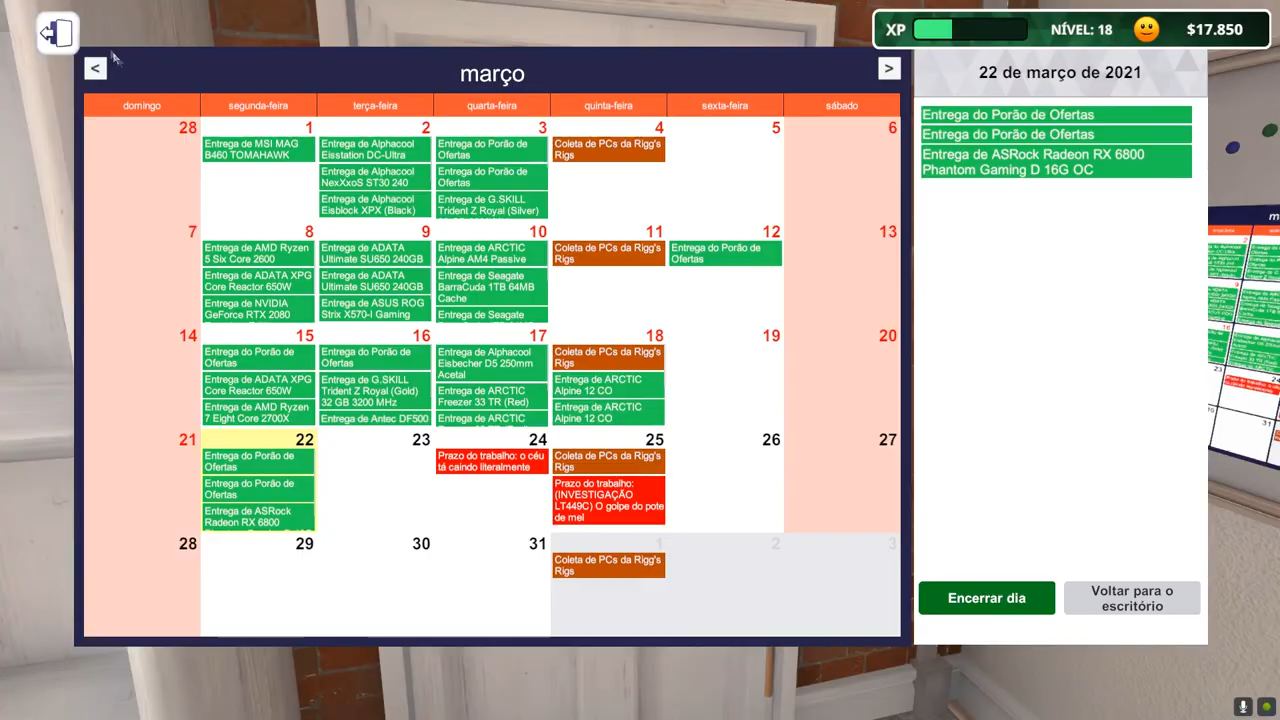 XP
NÍVEL: 18
$17.850
<
março
>
22 de março de 2021
domingo
segunda-feira
terça-feira
quarta-feira
quinta-feira
sexta-feira
sábado
28
1
2
3
4
5
6
Entrega de MSI MAG
B460 TOMAHAWK
Entrega de Alphacool
Eisstation DC-Ultra
Entrega de Alphacool
NexXxoS ST30 240
Entrega de Alphacool
Eisblock XPX (Black)
Entrega do Porão de
Ofertas
Entrega do Porão de
Ofertas
Entrega de G.SKILL
Trident Z Royal (Silver)
Coleta de PCs da Rigg's
Rigs
7
8
9
10
11
12
13
Entrega de AMD Ryzen
5 Six Core 2600
Entrega de ADATA XPG
Core Reactor 650W
Entrega de NVIDIA
GeForce RTX 2080
Entrega de ADATA
Ultimate SU650 240GB
Entrega de ADATA
Ultimate SU650 240GB
Entrega de ASUS ROG
Strix X570-I Gaming
Entrega de ARCTIC
Alpine AM4 Passive
Entrega de Seagate
BarraCuda 1TB 64MB
Cache
Entrega de Seagate
Coleta de PCs da Rigg's
Rigs
Entrega do Porão de
Ofertas
14
15
16
17
18
19
20
Entrega do Porão de
Ofertas
Entrega de ADATA XPG
Core Reactor 650W
Entrega de AMD Ryzen
7 Eight Core 2700X
Entrega do Porão de
Ofertas
Entrega de G.SKILL
Trident Z Royal (Gold)
32 GB 3200 MHz
Entrega de Antec DF500
Entrega de Alphacool
Eisbecher D5 250mm
Acetal
Entrega de ARCTIC
Freezer 33 TR (Red)
Entrega de ARCTIC
Coleta de PCs da Rigg's
Rigs
Entrega de ARCTIC
Alpine 12 CO
Entrega de ARCTIC
Alpine 12 CO
21
22
23
24
25
26
27
Entrega do Porão de
Ofertas
Entrega do Porão de
Ofertas
Entrega de ASRock
Radeon RX 6800
Prazo do trabalho: o céu
tá caindo literalmente
Coleta de PCs da Rigg's
Rigs
Prazo do trabalho:
(INVESTIGAÇÃO
LT449C) O golpe do pote
de mel
28
29
30
31
1
2
3
Coleta de PCs da Rigg's
Rigs
Entrega do Porão de Ofertas
Entrega do Porão de Ofertas
Entrega de ASRock Radeon RX 6800
Phantom Gaming D 16G OC
Encerrar dia
Voltar para o
escritório